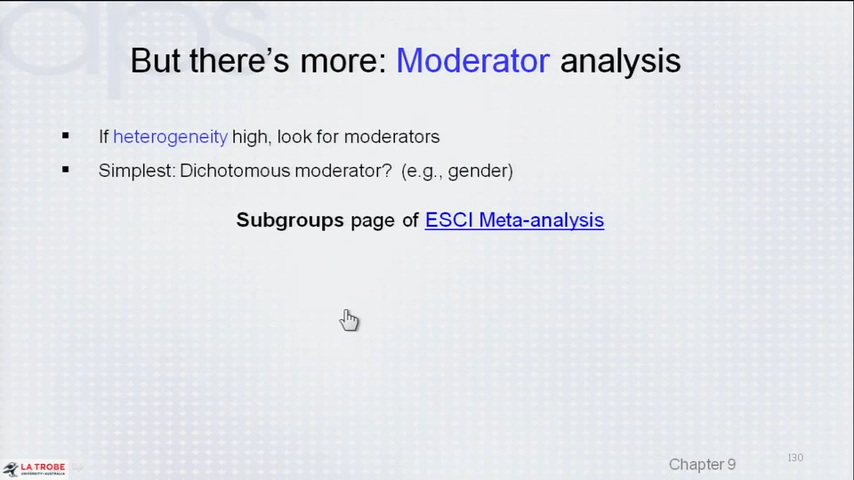 aps
But there's more: Moderator analysis
▪ If heterogeneity high, look for moderators
▪ Simplest: Dichotomous moderator? (e.g., gender)
Subgroups page of ESCI Meta-analysis
LA TROBE
UNIVERSITY AUSTRALIA
Chapter 9
130